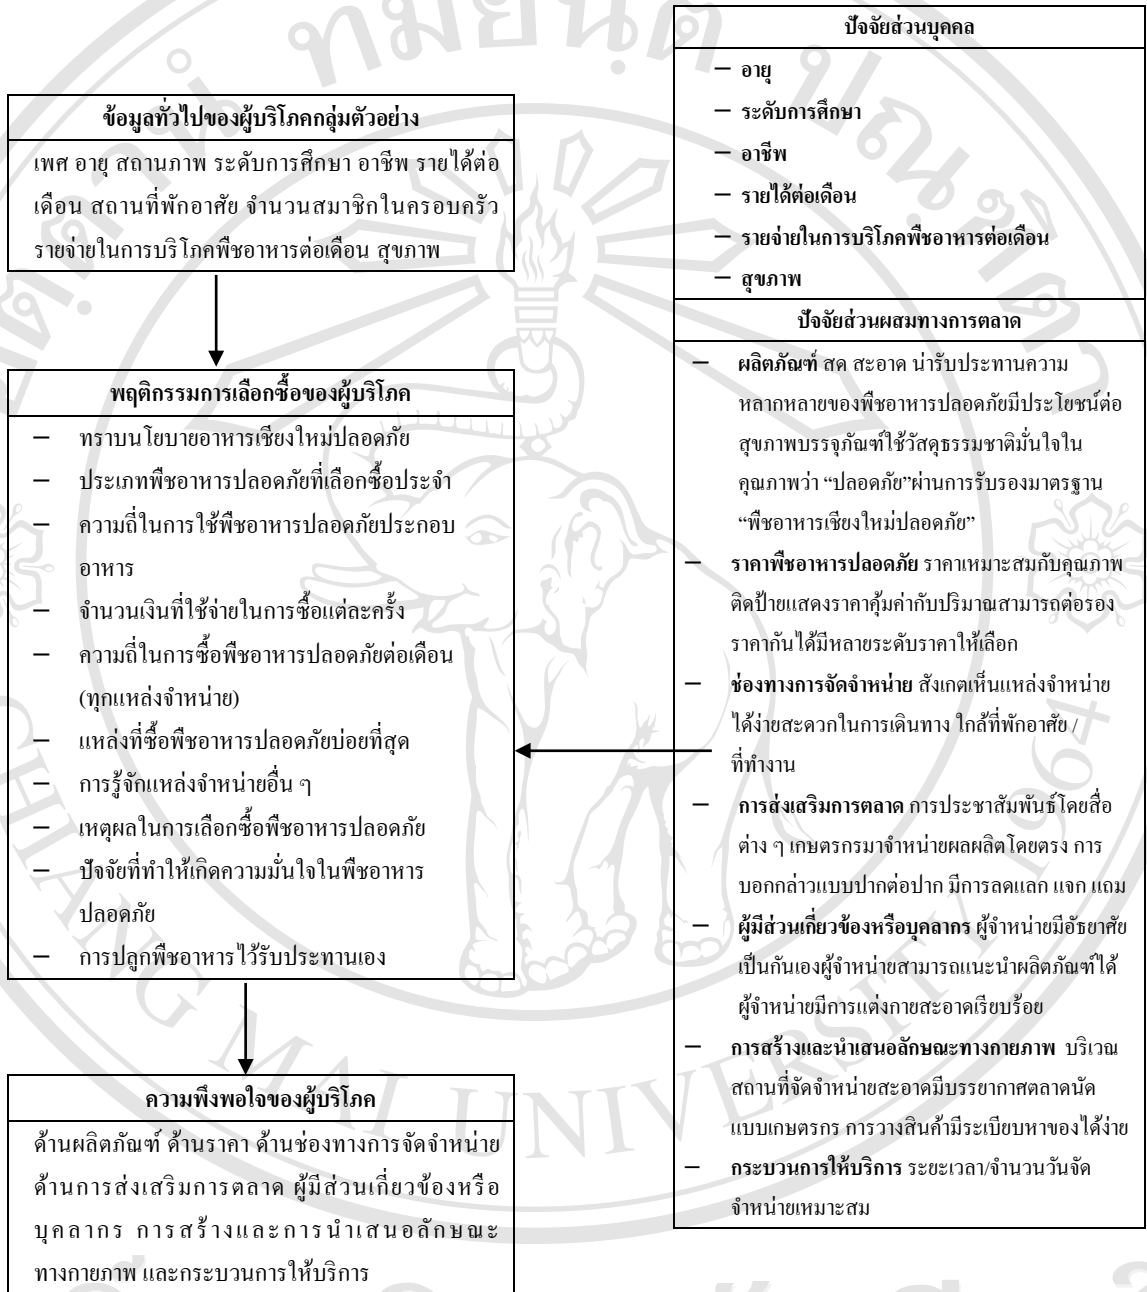 ข้อมูลทั่วไปของผู้บริโภคกลุ่มตัวอย่าง
เพศ อายุ สถานภาพ ระดับการศึกษา อาชีพ รายได้ต่อ
เดือน สถานที่พักอาศัย จำนวนสมาชิกในครอบครัว
รายจ่ายในการบริโภคพืชอาหารต่อเดือน สุขภาพ
พฤติกรรมการเลือกซื้อของผู้บริโภค
– ทราบนโยบายอาหารเชียงใหม่ปลอดภัย
– ประเภทพืชอาหารปลอดภัยที่เลือกซื้อประจำ
– ความถี่ในการใช้พืชอาหารปลอดภัยประกอบ
อาหาร
– จำนวนเงินที่ใช้จ่ายในการซื้อแต่ละครั้ง
– ความถี่ในการซื้อพืชอาหารปลอดภัยต่อเดือน
(ทุกแหล่งจำหน่าย)
– แหล่งที่ซื้อพืชอาหารปลอดภัยบ่อยที่สุด
– การรู้จักแหล่งจำหน่ายอื่น ๆ
– เหตุผลในการเลือกซื้อพืชอาหารปลอดภัย
– ปัจจัยที่ทำให้เกิดความมั่นใจในพืชอาหาร
ปลอดภัย
– การปลูกพืชอาหารไว้รับประทานเอง
ความพึงพอใจของผู้บริโภค
ด้านผลิตภัณฑ์ ด้านราคา ด้านช่องทางการจัดจำหน่าย
ด้านการส่งเสริมการตลาด ผู้มีส่วนเกี่ยวข้องหรือ
บุคลากร การสร้างและการนำเสนอลักษณะ
ทางกายภาพ และกระบวนการให้บริการ
ปัจจัยส่วนบุคคล
– อายุ
– ระดับการศึกษา
– อาชีพ
– รายได้ต่อเดือน
– รายจ่ายในการบริโภคพืชอาหารต่อเดือน
– สุขภาพ
ปัจจัยส่วนผสมทางการตลาด
– ผลิตภัณฑ์ สด สะอาด น่ารับประทานความ
หลากหลายของพืชอาหารปลอดภัยมีประโยชน์ต่อ
สุขภาพบรรจุภัณฑ์ใช้วัสดุธรรมชาติมั่นใจใน
คุณภาพว่า “ปลอดภัย”ผ่านการรับรองมาตรฐาน
“พืชอาหารเชียงใหม่ปลอดภัย”
– ราคาพืชอาหารปลอดภัย ราคาเหมาะสมกับคุณภาพ
ติดป้ายแสดงราคาคุ้มค่ากับปริมาณสามารถต่อรอง
ราคากันได้มีหลายระดับราคาให้เลือก
– ช่องทางการจัดจำหน่าย สังเกตเห็นแหล่งจำหน่าย
ได้ง่ายสะดวกในการเดินทาง ใกล้ที่พักอาศัย /
ที่ทำงาน
– การส่งเสริมการตลาด การประชาสัมพันธ์โดยสื่อ
ต่าง ๆ เกษตรกรมาจำหน่ายผลผลิตโดยตรง การ
บอกกล่าวแบบปากต่อปาก มีการลดแลก แจก แถม
– ผู้มีส่วนเกี่ยวข้องหรือบุคลากร ผู้จำหน่ายมีอัธยาศัย
เป็นกันเองผู้จำหน่ายสามารถแนะนำผลิตภัณฑ์ได้
ผู้จำหน่ายมีการแต่งกายสะอาดเรียบร้อย
– การสร้างและนำเสนอลักษณะทางกายภาพ บริเวณ
สถานที่จัดจำหน่ายสะอาดมีบรรยากาศตลาดนัด
แบบเกษตรกร การวางสินค้ามีระเบียบหาของได้ง่าย
– กระบวนการให้บริการ ระยะเวลา/จำนวนวันจัด
จำหน่ายเหมาะสม
CHIANG MAI UNIVERSITY 1964